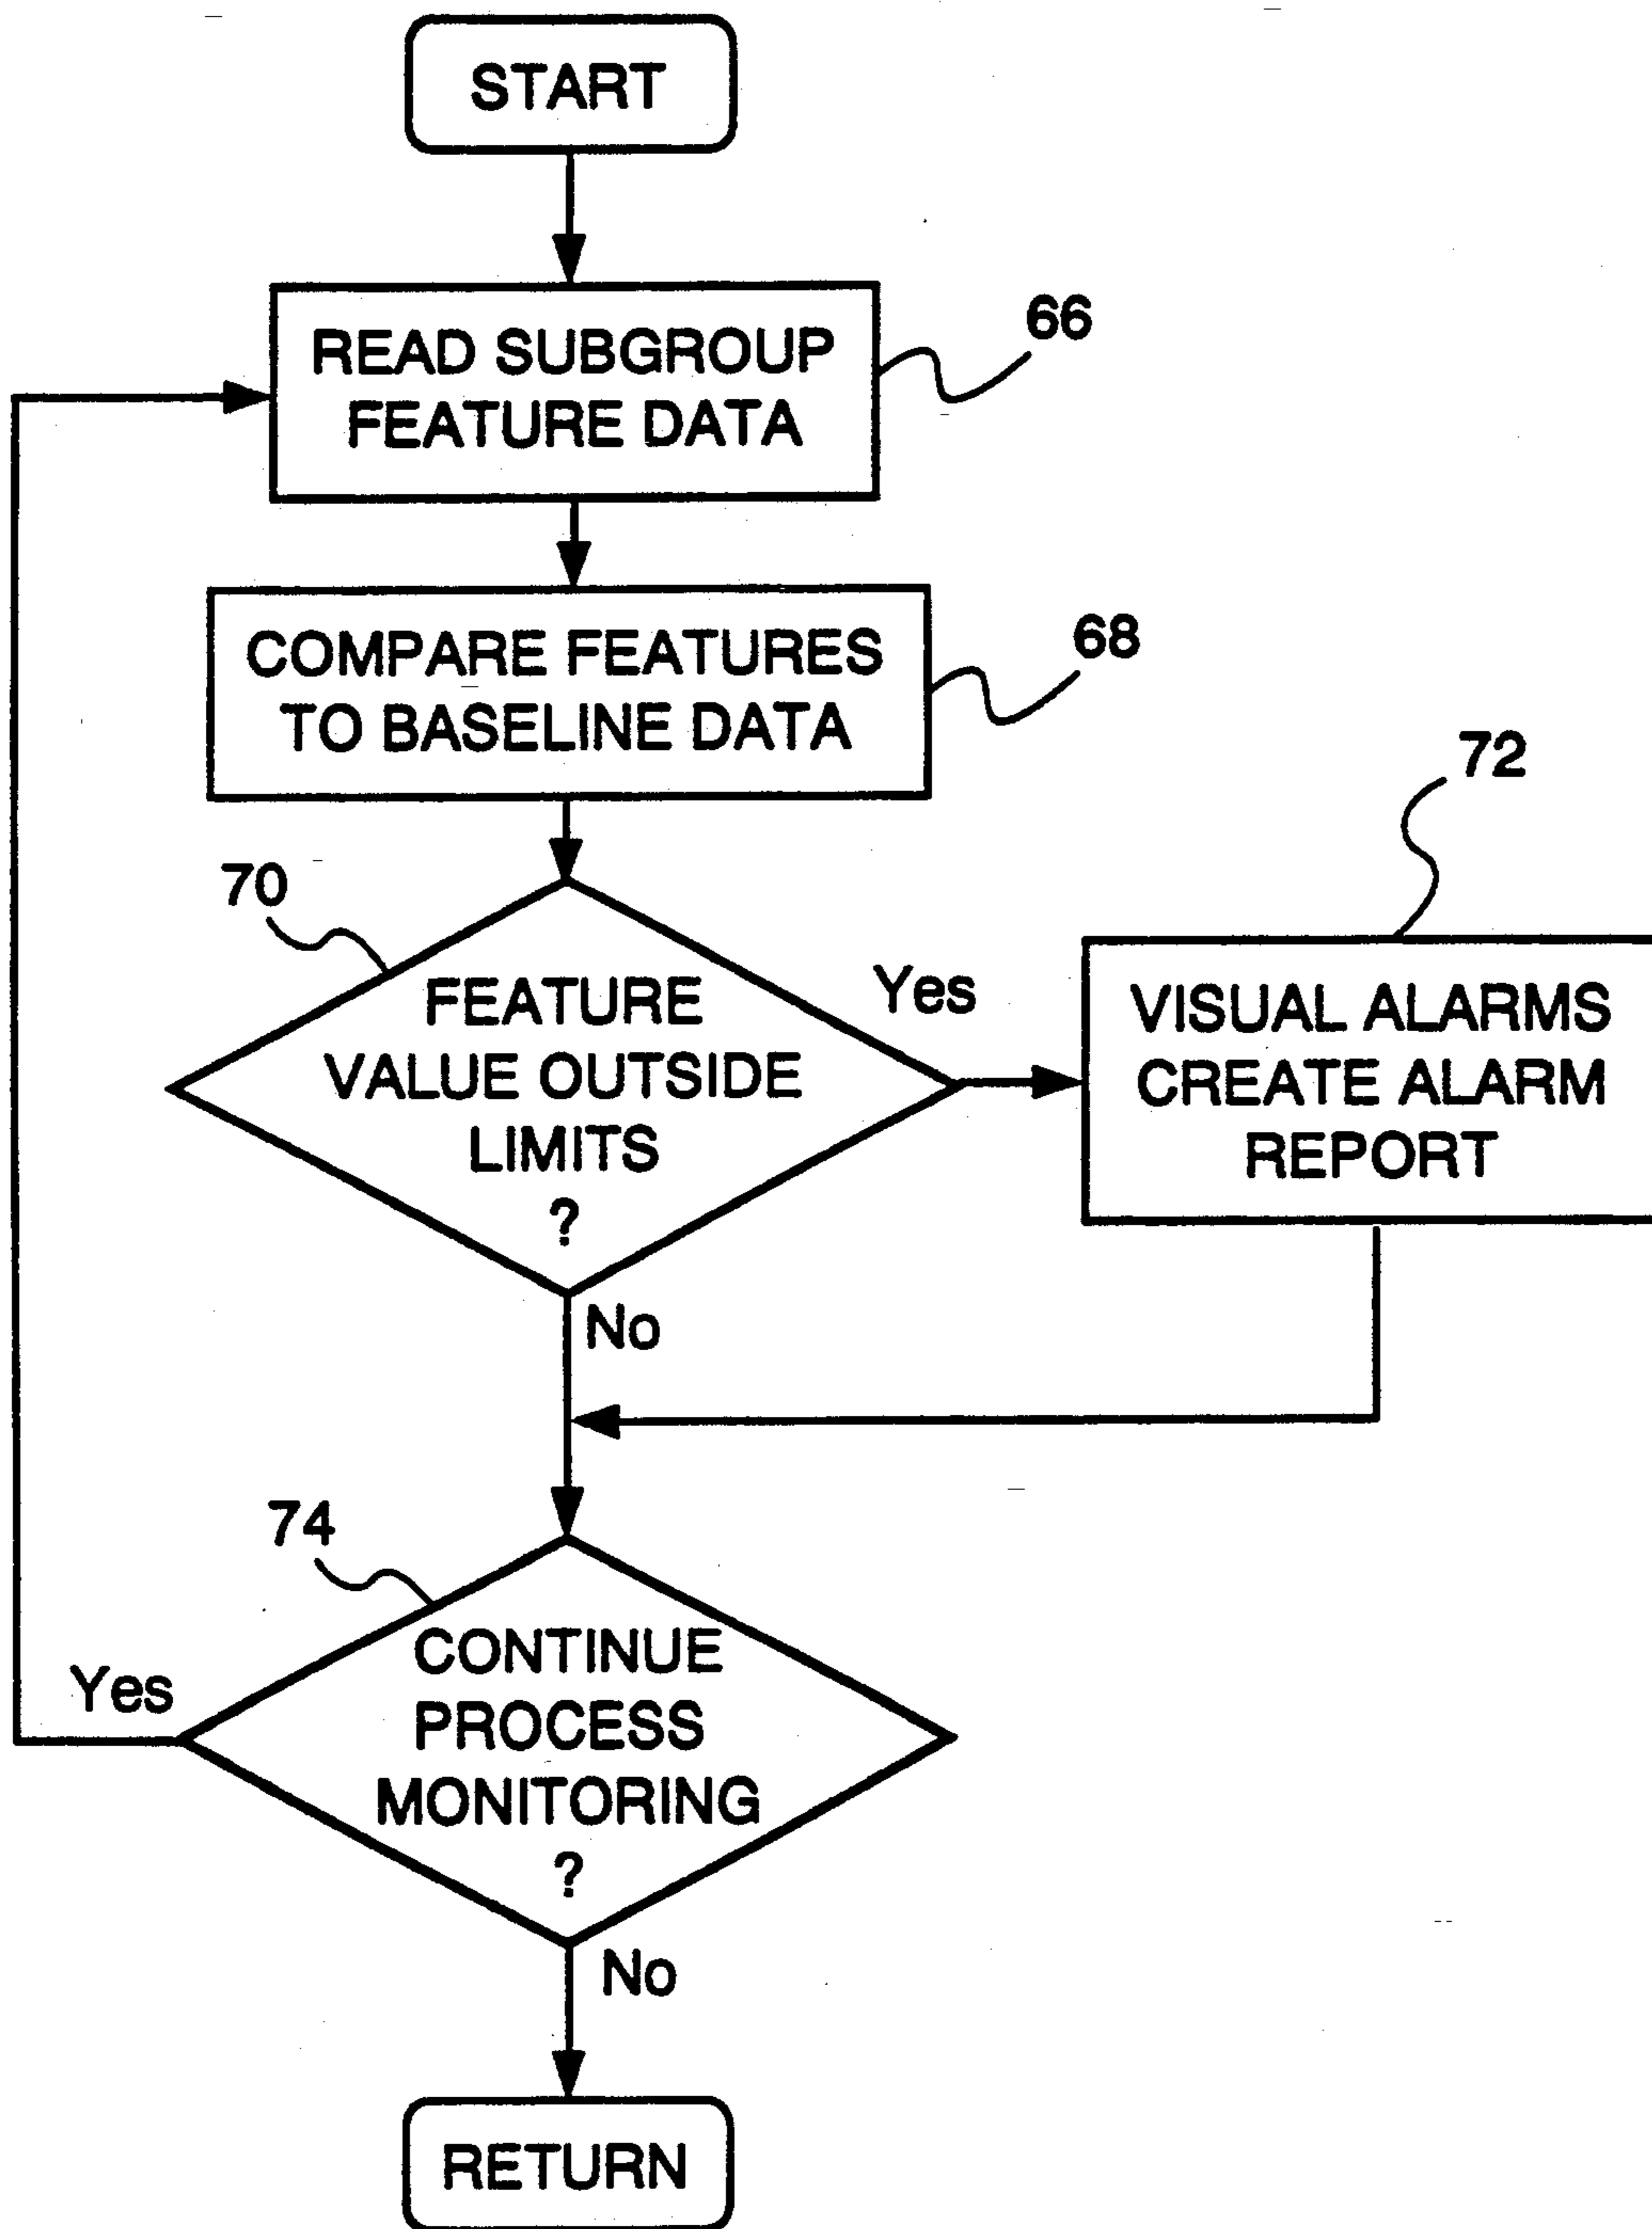 START
READ SUBGROUP
FEATURE DATA
66
COMPARE FEATURES
TO BASELINE DATA
68
70
FEATURE
VALUE OUTSIDE
LIMITS
?
Yes
72
VISUAL ALARMS
CREATE ALARM
REPORT
No
74
CONTINUE
PROCESS
MONITORING
?
Yes
No
RETURN